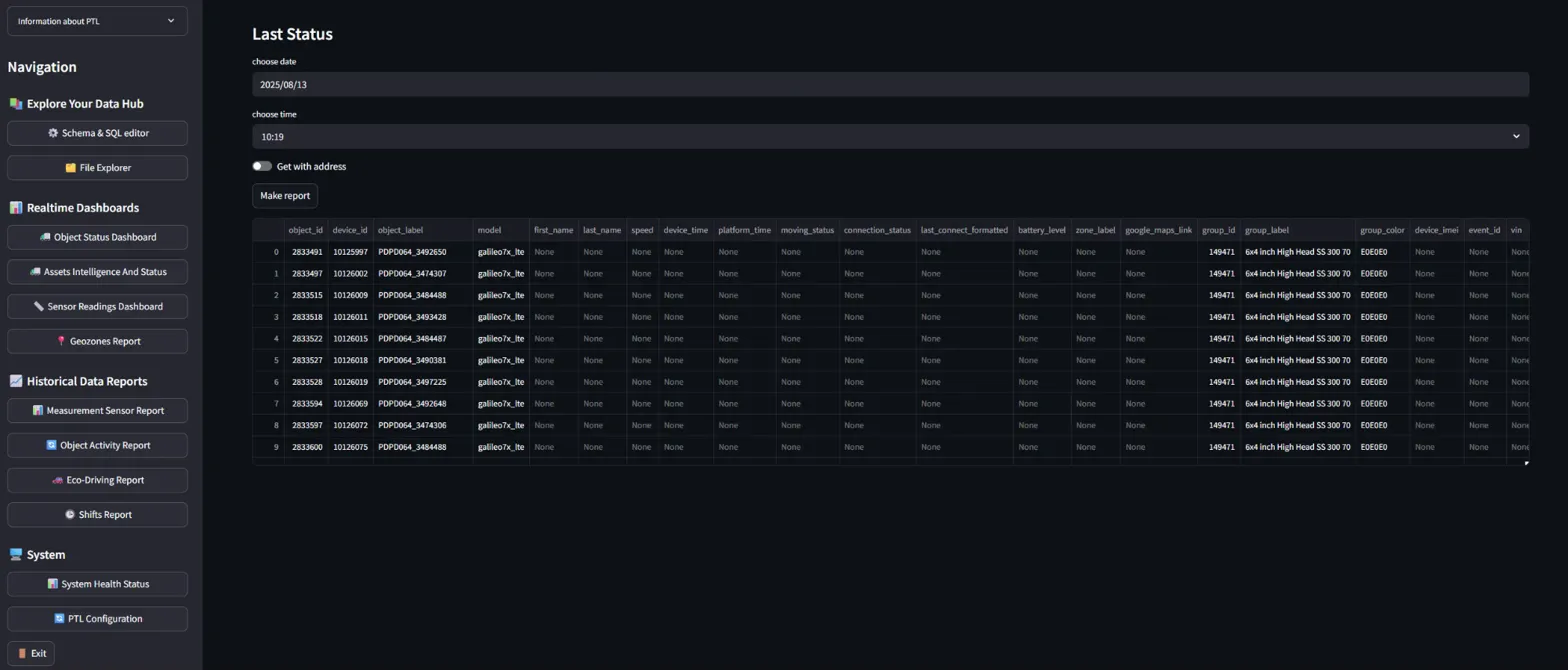 Information about PTL
Navigation
Explore Your Data Hub
Schema & SQL editor
File Explorer
Realtime Dashboards
Object Status Dashboard
Assets Intelligence And Status
Sensor Readings Dashboard
Geozones Report
Historical Data Reports
Measurement Sensor Report
Object Activity Report
Eco-Driving Report
Shifts Report
System
System Health Status
PTL Configuration
Exit
Last Status
choose date
2025/08/13
choose time
10:19
Get with address
Make report
object_id device_id object_label model first_name last_name speed device_time platform_time moving_status connection_status last_connect_formatted battery_level zone_label google_maps_link group_id group_label group_color device_imei event_id vin
0 2833491 10125997 PDPD064_3492650 galileo7x_lte None None None None None None None None None None None 149471 6x4 inch High Head SS 300 70 E0E0E0 None None None
1 2833497 10126002 PDPD064_3474307 galileo7x_lte None None None None None None None None None None None 149471 6x4 inch High Head SS 300 70 E0E0E0 None None None
2 2833515 10126009 PDPD064_3484488 galileo7x_lte None None None None None None None None None None None 149471 6x4 inch High Head SS 300 70 E0E0E0 None None None
3 2833518 10126011 PDPD064_3493428 galileo7x_lte None None None None None None None None None None None 149471 6x4 inch High Head SS 300 70 E0E0E0 None None None
4 2833522 10126015 PDPD064_3484487 galileo7x_lte None None None None None None None None None None None 149471 6x4 inch High Head SS 300 70 E0E0E0 None None None
5 2833527 10126018 PDPD064_3490381 galileo7x_lte None None None None None None None None None None None 149471 6x4 inch High Head SS 300 70 E0E0E0 None None None
6 2833528 10126019 PDPD064_3497225 galileo7x_lte None None None None None None None None None None None 149471 6x4 inch High Head SS 300 70 E0E0E0 None None None
7 2833594 10126069 PDPD064_3492648 galileo7x_lte None None None None None None None None None None None 149471 6x4 inch High Head SS 300 70 E0E0E0 None None None
8 2833597 10126072 PDPD064_3474306 galileo7x_lte None None None None None None None None None None None 149471 6x4 inch High Head SS 300 70 E0E0E0 None None None
9 2833600 10126075 PDPD064_3484488 galileo7x_lte None None None None None None None None None None None 149471 6x4 inch High Head SS 300 70 E0E0E0 None None None